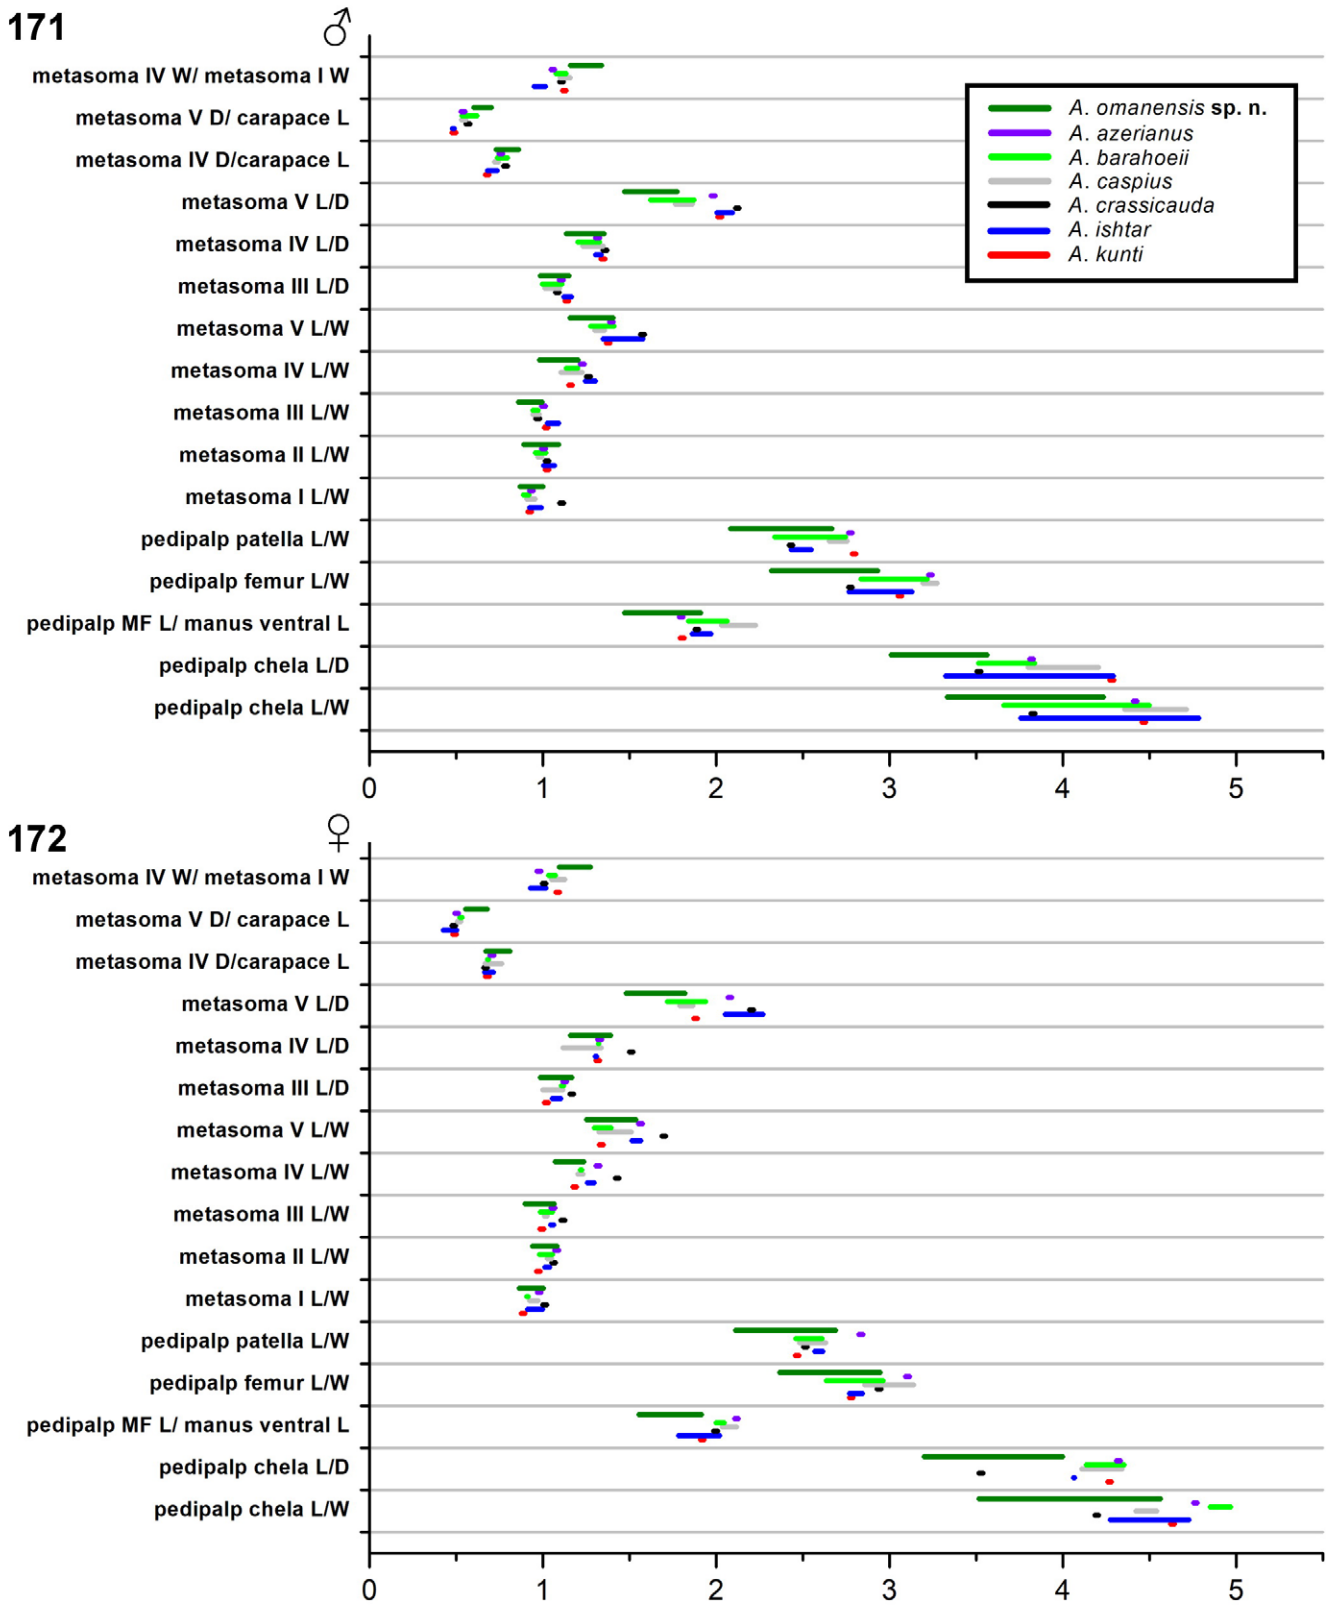 171
♂
metasoma IV W/ metasoma I W
metasoma V D/ carapace L
metasoma IV D/carapace L
metasoma V L/D
metasoma IV L/D
metasoma III L/D
metasoma V L/W
metasoma IV L/W
metasoma III L/W
metasoma II L/W
metasoma I L/W
pedipalp patella L/W
pedipalp femur L/W
pedipalp MF L/ manus ventral L
pedipalp chela L/D
pedipalp chela L/W
A. omanensis sp. n.
A. azerianus
A. barahoeii
A. caspius
A. crassicauda
A. ishtar
A. kunti
0 1 2 3 4 5
172
♀
metasoma IV W/ metasoma I W
metasoma V D/ carapace L
metasoma IV D/carapace L
metasoma V L/D
metasoma IV L/D
metasoma III L/D
metasoma V L/W
metasoma IV L/W
metasoma III L/W
metasoma II L/W
metasoma I L/W
pedipalp patella L/W
pedipalp femur L/W
pedipalp MF L/ manus ventral L
pedipalp chela L/D
pedipalp chela L/W
0 1 2 3 4 5